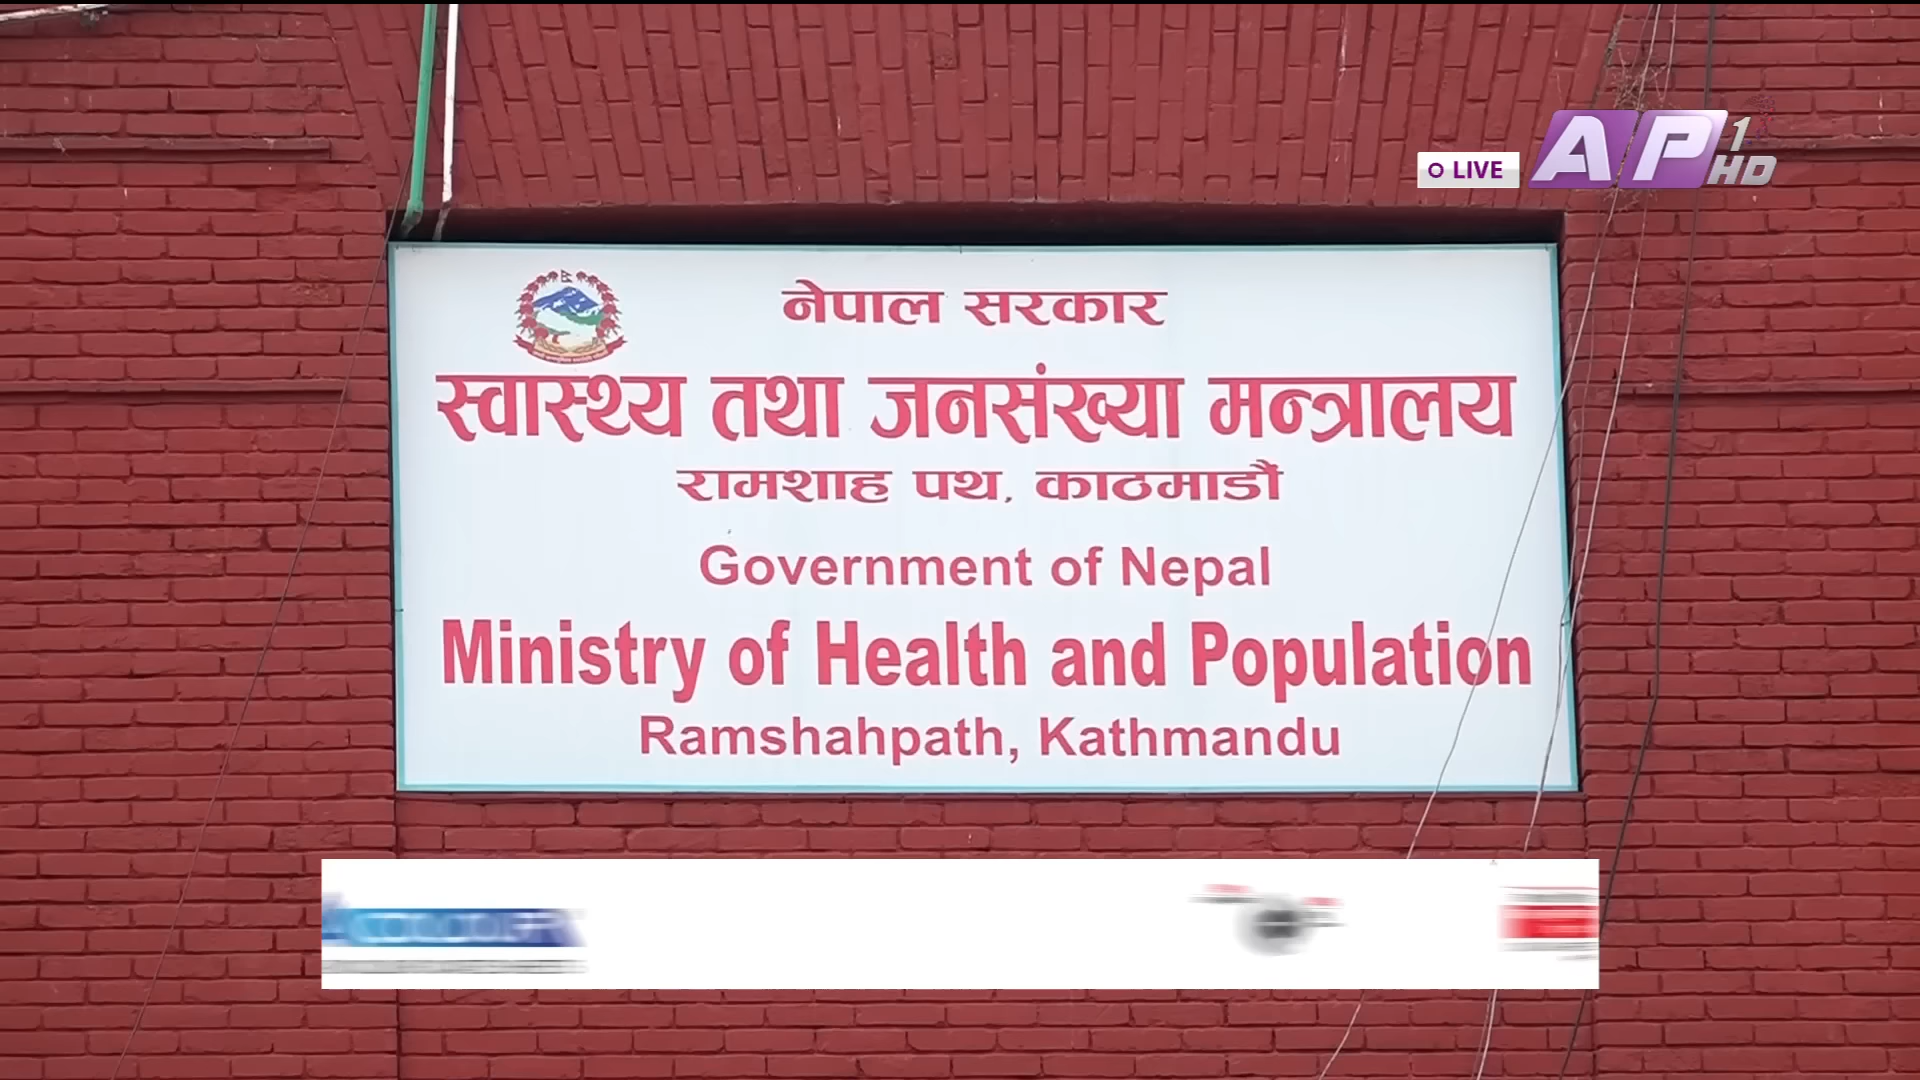 LIVE
AP1
HD
नेपाल सरकार
स्वास्थ्य तथा जनसंख्या मन्त्रालय
रामशाह पथ, काठमाडौं
Government of Nepal
Ministry of Health and Population
Ramshahpath, Kathmandu